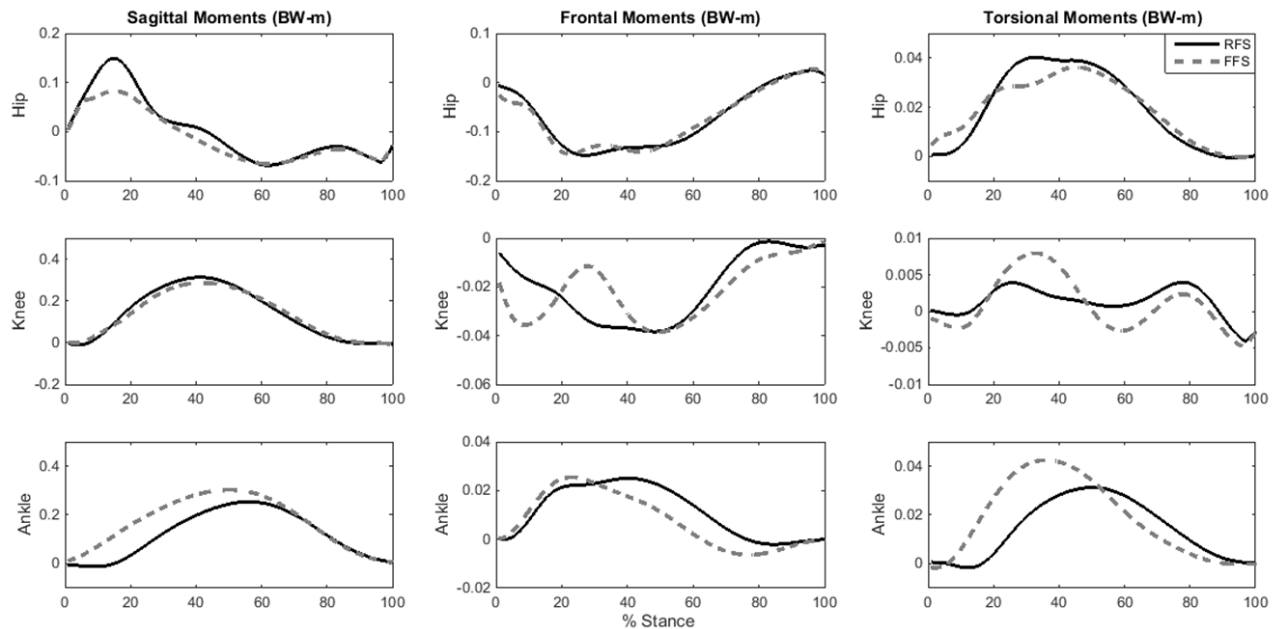 Sagittal Moments (BW-m)
Frontal Moments (BW-m)
Torsional Moments (BW-m)
Hip
0.2
0.1
0
-0.1
0 20 40 60 80 100
Hip
0.1
0
-0.1
-0.2
0 20 40 60 80 100
Hip
0.04
0.02
0
0 20 40 60 80 100
RFS
FFS
Knee
0.4
0.2
0
-0.2
0 20 40 60 80 100
Knee
0
-0.02
-0.04
-0.06
0 20 40 60 80 100
Knee
0.01
0.005
0
-0.005
-0.01
0 20 40 60 80 100
Ankle
0.4
0.2
0
0 20 40 60 80 100
Ankle
0.04
0.02
0
-0.02
0 20 40 60 80 100
% Stance
Ankle
0.04
0.02
0
0 20 40 60 80 100